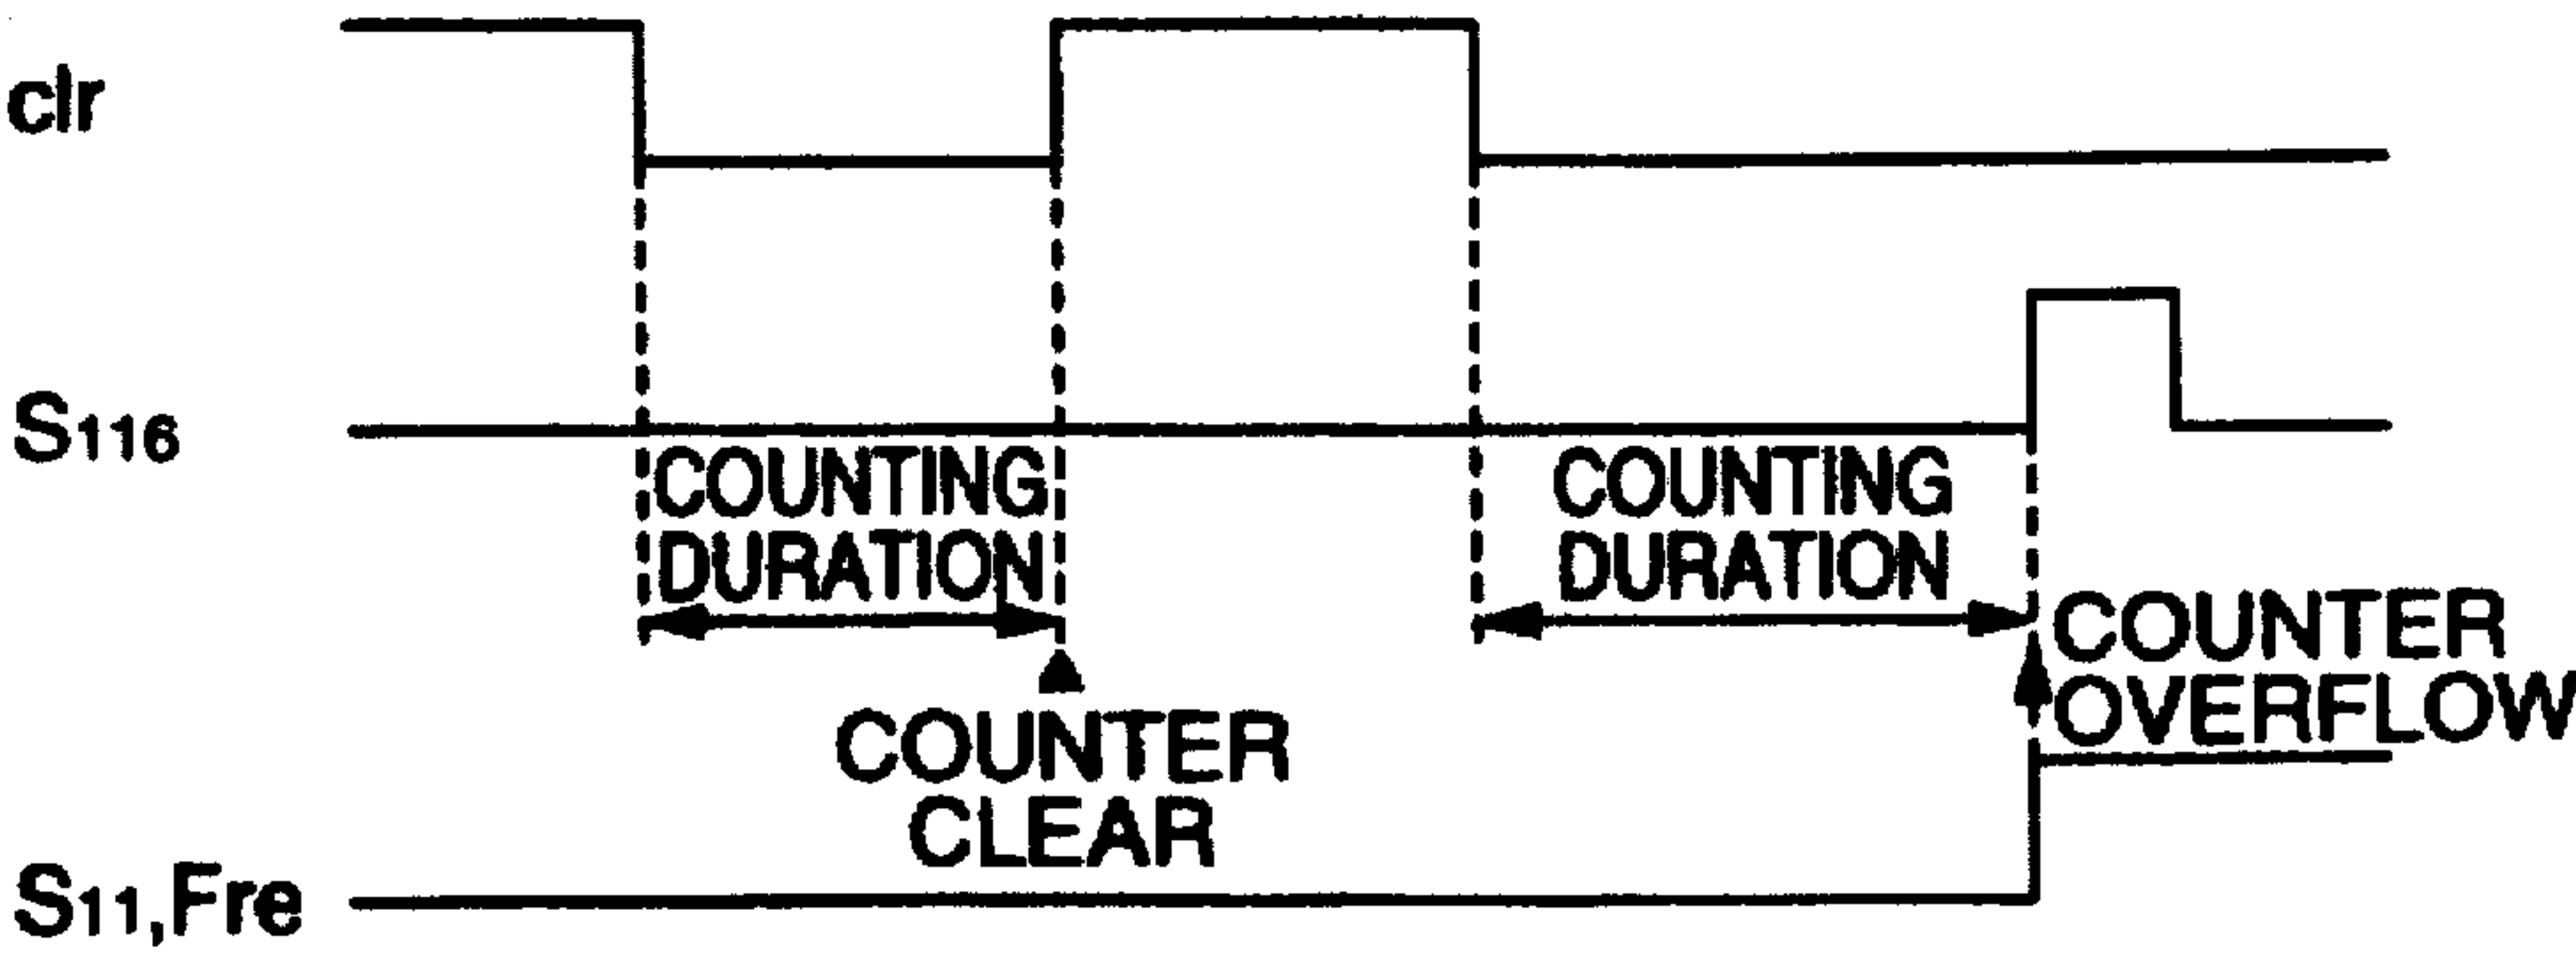 clr
S116
COUNTING
DURATION
COUNTING
DURATION
COUNTER
OVERFLOW
COUNTER
CLEAR
S11,Fre